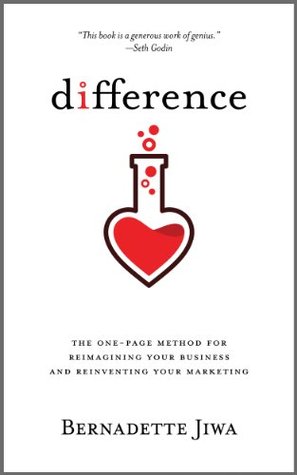 "This book is a generous work of genius."
—Seth Godin
difference
THE ONE-PAGE METHOD FOR
REIMAGINING YOUR BUSINESS
AND REINVENTING YOUR MARKETING
BERNADETTE JIWA